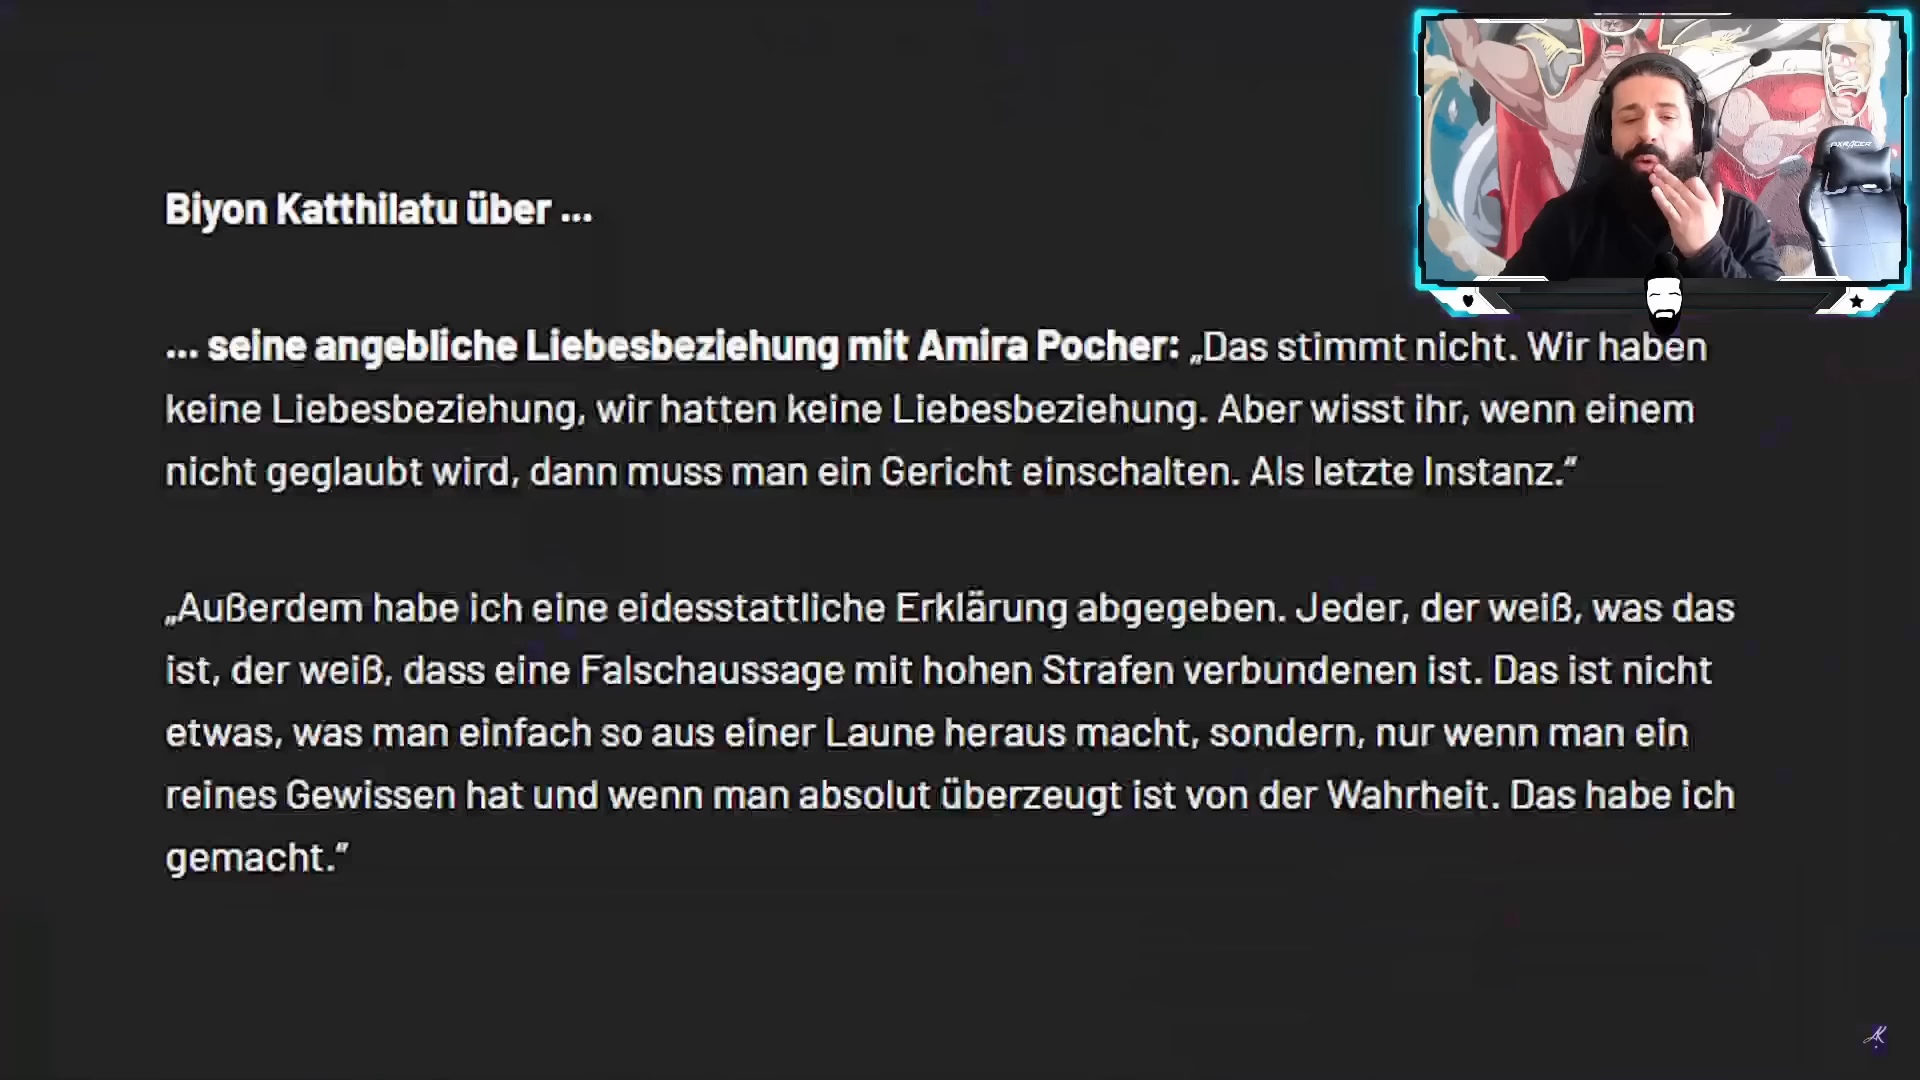 Biyon Katthilatu über ...
... seine angebliche Liebesbeziehung mit Amira Pocher: „Das stimmt nicht. Wir haben
keine Liebesbeziehung, wir hatten keine Liebesbeziehung. Aber wisst ihr, wenn einem
nicht geglaubt wird, dann muss man ein Gericht einschalten. Als letzte Instanz.“
„Außerdem habe ich eine eidesstattliche Erklärung abgegeben. Jeder, der weiß, was das
ist, der weiß, dass eine Falschaussage mit hohen Strafen verbundenen ist. Das ist nicht
etwas, was man einfach so aus einer Laune heraus macht, sondern, nur wenn man ein
reines Gewissen hat und wenn man absolut überzeugt ist von der Wahrheit. Das habe ich
gemacht.“